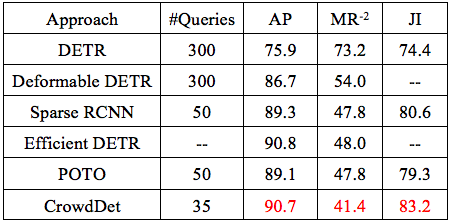 Approach #Queries AP MR-2 JI
DETR 300 75.9 73.2 74.4
Deformable DETR 300 86.7 54.0 --
Sparse RCNN 50 89.3 47.8 80.6
Efficient DETR -- 90.8 48.0 --
POTO 50 89.1 47.8 79.3
CrowdDet 35 90.7 41.4 83.2